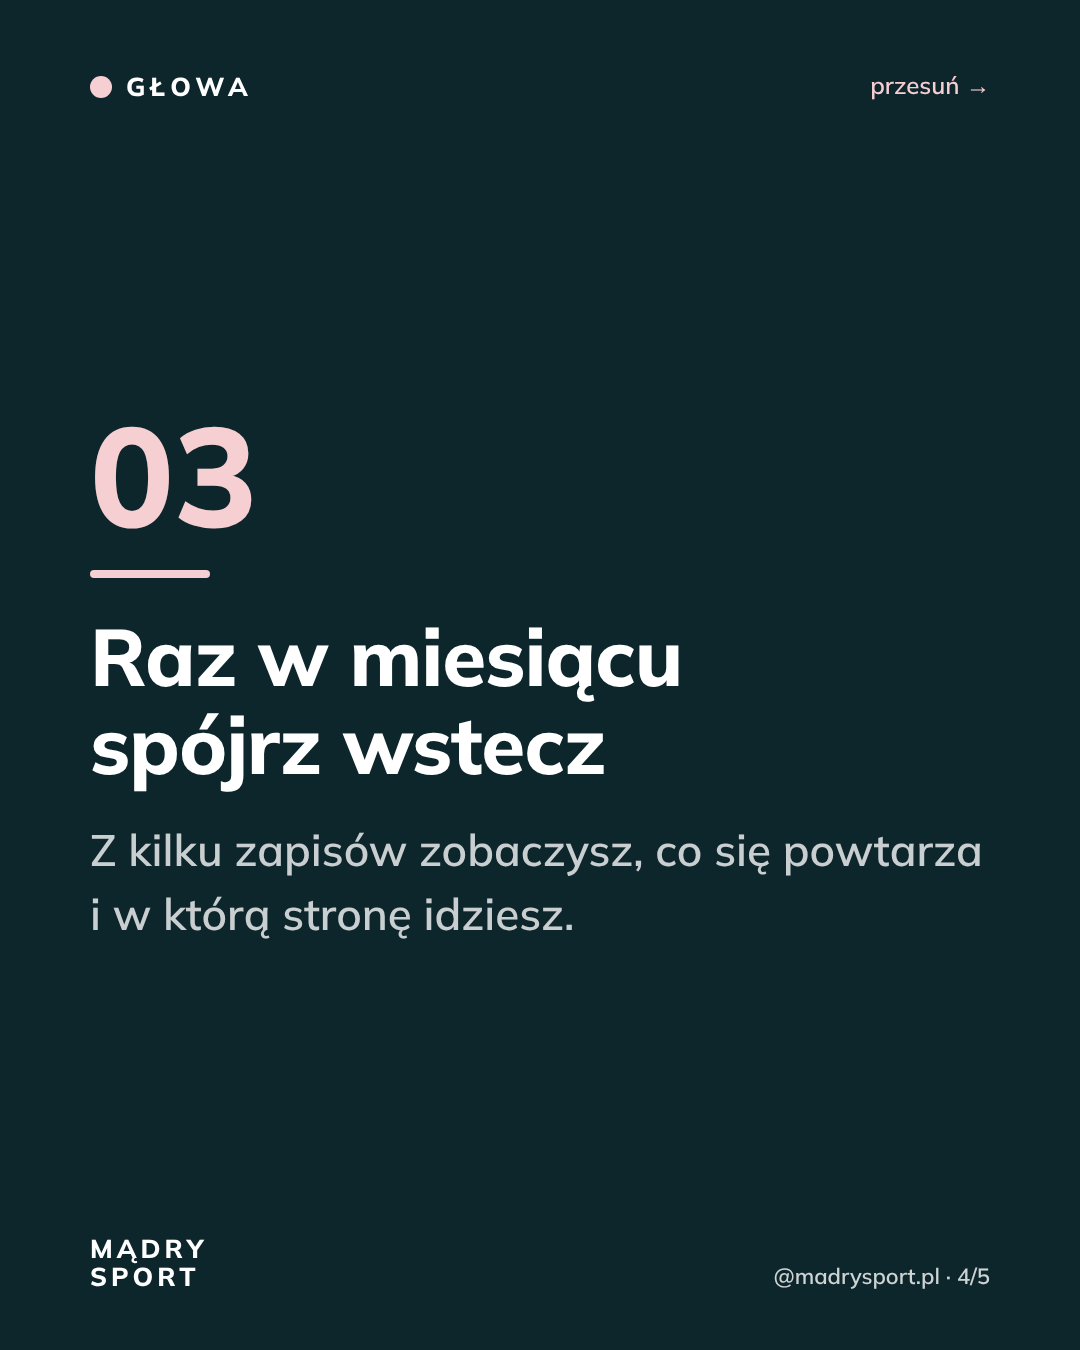 GŁOWA
przesuń →
03
Raz w miesiącu
spójrz wstecz
Z kilku zapisów zobaczysz, co się powtarza
i w którą stronę idziesz.
MĄDRY
SPORT
@madrysport.pl · 4/5